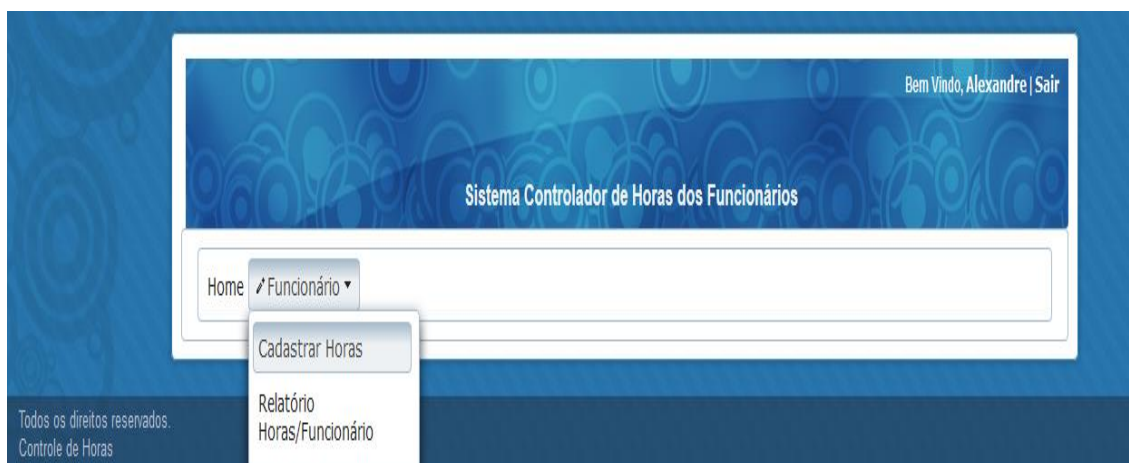 Bem Vindo, Alexandre | Sair
Sistema Controlador de Horas dos Funcionários
Home Funcionário
Cadastrar Horas
Relatório
Horas/Funcionário
Todos os direitos reservados.
Controle de Horas